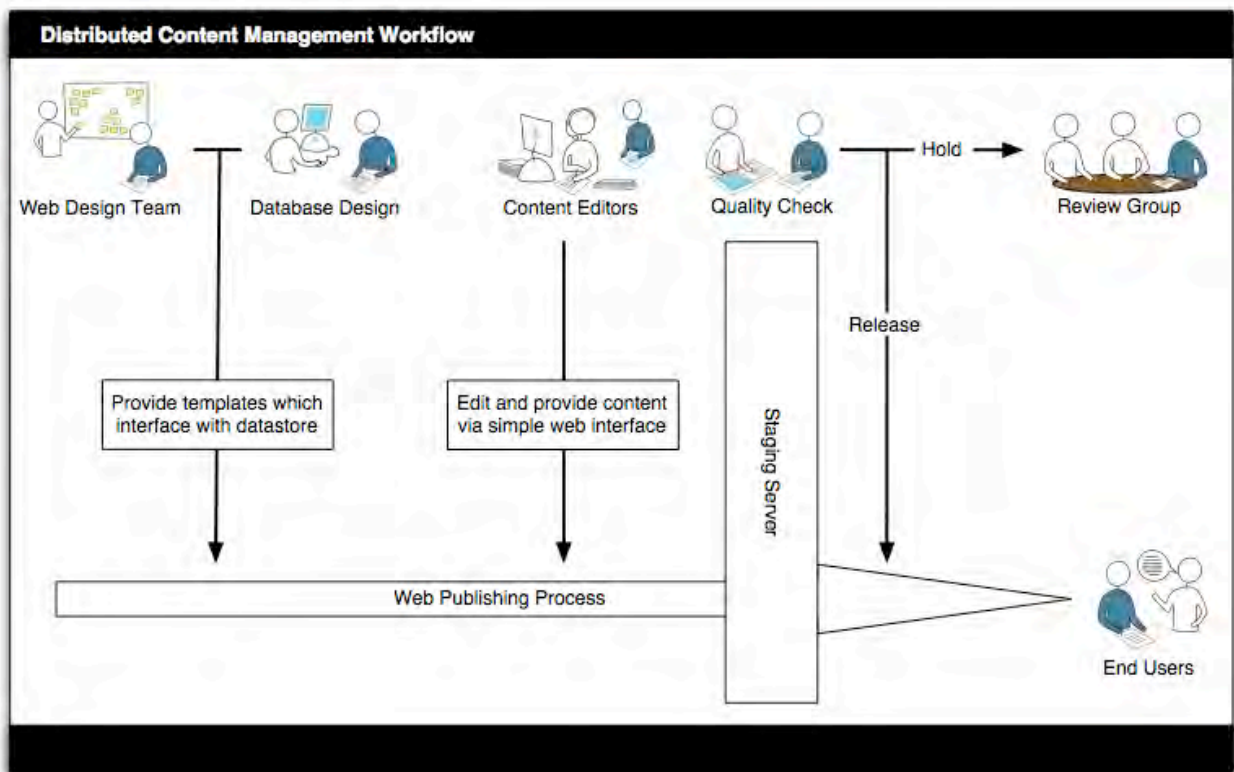 Distributed Content Management Workflow
Web Design Team
Database Design
Content Editors
Quality Check
Hold
Review Group
Release
Provide templates which
interface with datastore
Edit and provide content
via simple web interface
Staging Server
Web Publishing Process
End Users